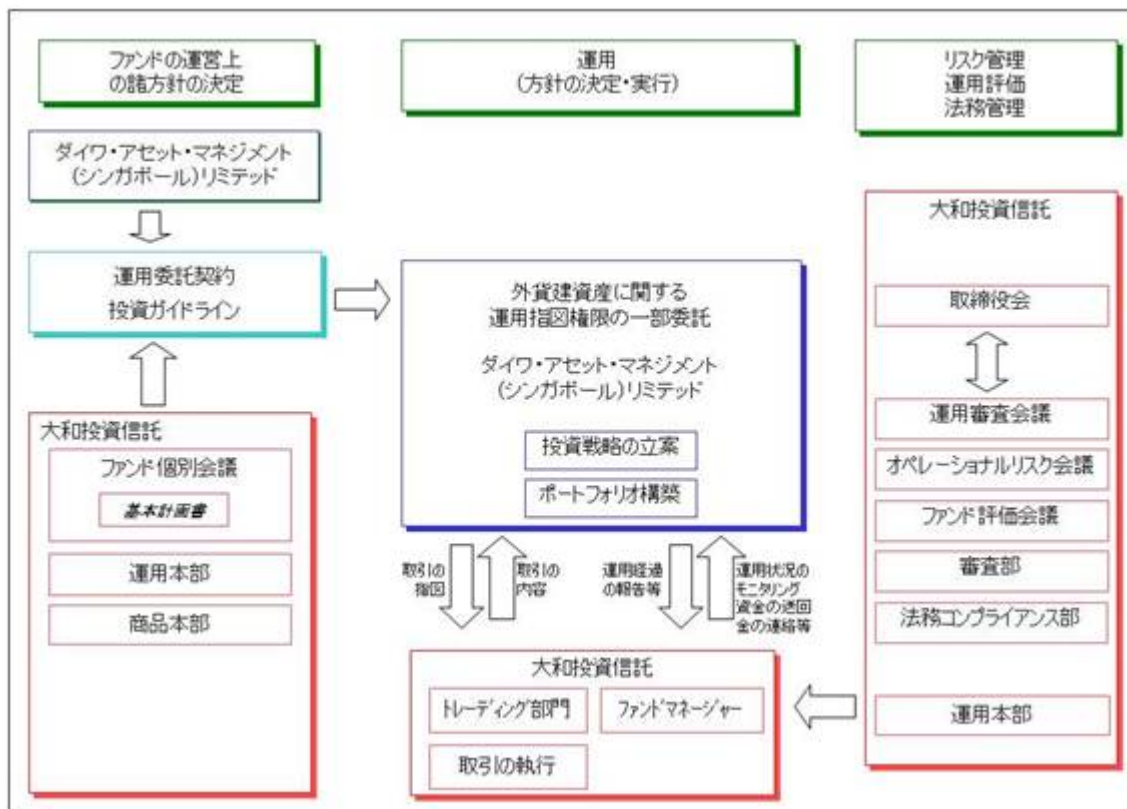 ファンドの運営上
の諸方針の決定
運用
(方針の決定・実行)
リスク管理
運用評価
法務管理
ダイワ・アセット・マネジメント
(シンガポール)リミテッド
運用委託契約
投資ガイドライン
大和投資信託
ファンド個別会議
基本計画書
運用本部
商品本部
外貨建資産に関する
運用指図権限の一部委託
ダイワ・アセット・マネジメント
(シンガポール)リミテッド
投資戦略の立案
ポートフォリオ構築
取引の
指図
取引の
内容
運用経過
の報告等
運用状況の
モニタリング
資金の送回
金の連絡等
大和投資信託
トレーディング部門
ファンドマネージャー
取引の執行
大和投資信託
取締役会
運用審査会議
オペレーショナルリスク会議
ファンド評価会議
審査部
法務コンプライアンス部
運用本部